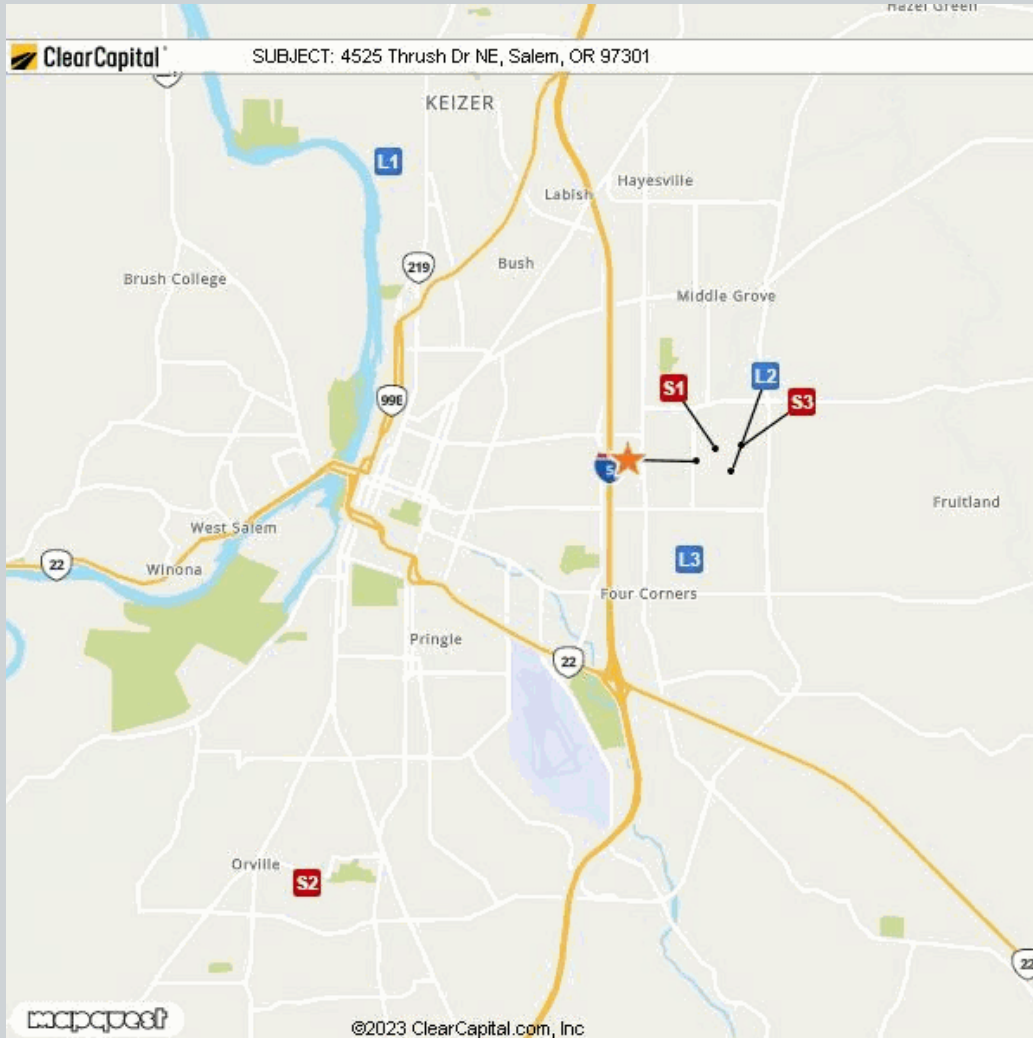 Hazel Green
ClearCapital
SUBJECT: 4525 Thrush Dr NE, Salem, OR 97301
KEIZER
L1
Hayesville
Labish
219
Bush
Brush College
Middle Grove
L2
S1
99E
S3
5
Fruitland
West Salem
22
Winona
L3
Four Corners
Pringle
22
Orville
S2
22
mapquest
©2023 ClearCapital.com, Inc